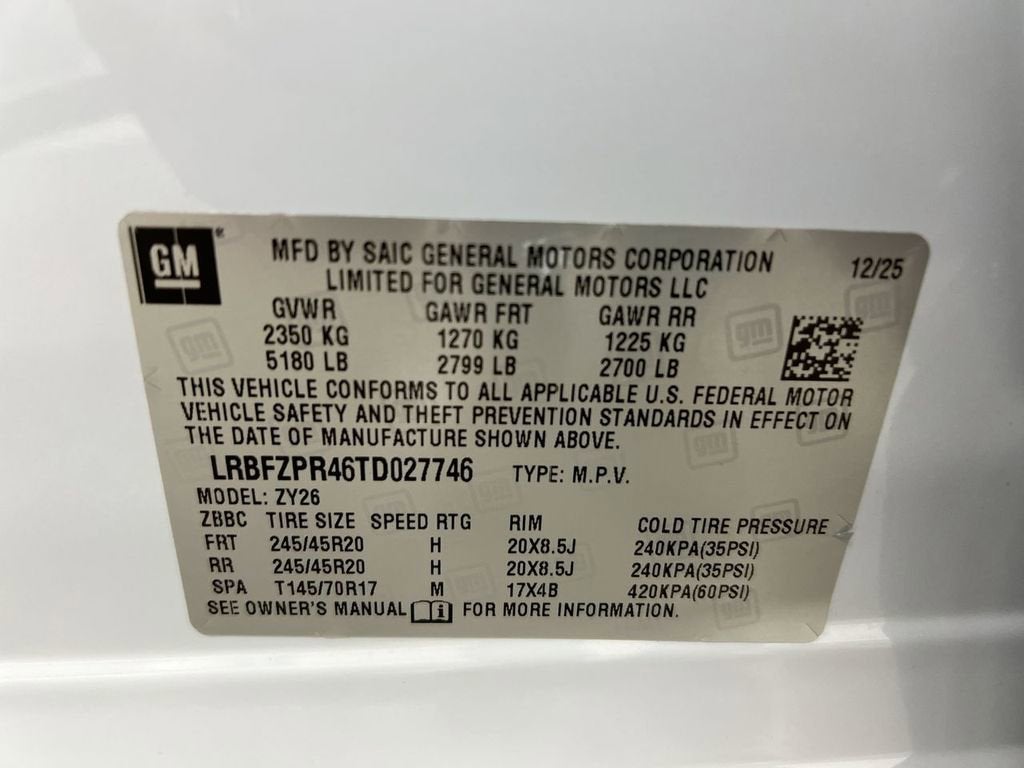 GM
MFD BY SAIC GENERAL MOTORS CORPORATION
LIMITED FOR GENERAL MOTORS LLC
12/25
GVWR GAWR FRT GAWR RR
2350 KG 1270 KG 1225 KG
5180 LB 2799 LB 2700 LB
THIS VEHICLE CONFORMS TO ALL APPLICABLE U.S. FEDERAL MOTOR
VEHICLE SAFETY AND THEFT PREVENTION STANDARDS IN EFFECT ON
THE DATE OF MANUFACTURE SHOWN ABOVE.
LRBFZPR46TD027746 TYPE: M.P.V.
MODEL: ZY26
ZBBC TIRE SIZE SPEED RTG RIM COLD TIRE PRESSURE
FRT 245/45R20 H 20X8.5J 240KPA(35PSI)
RR 245/45R20 H 20X8.5J 240KPA(35PSI)
SPA T145/70R17 M 17X4B 420KPA(60PSI)
SEE OWNER'S MANUAL i FOR MORE INFORMATION.